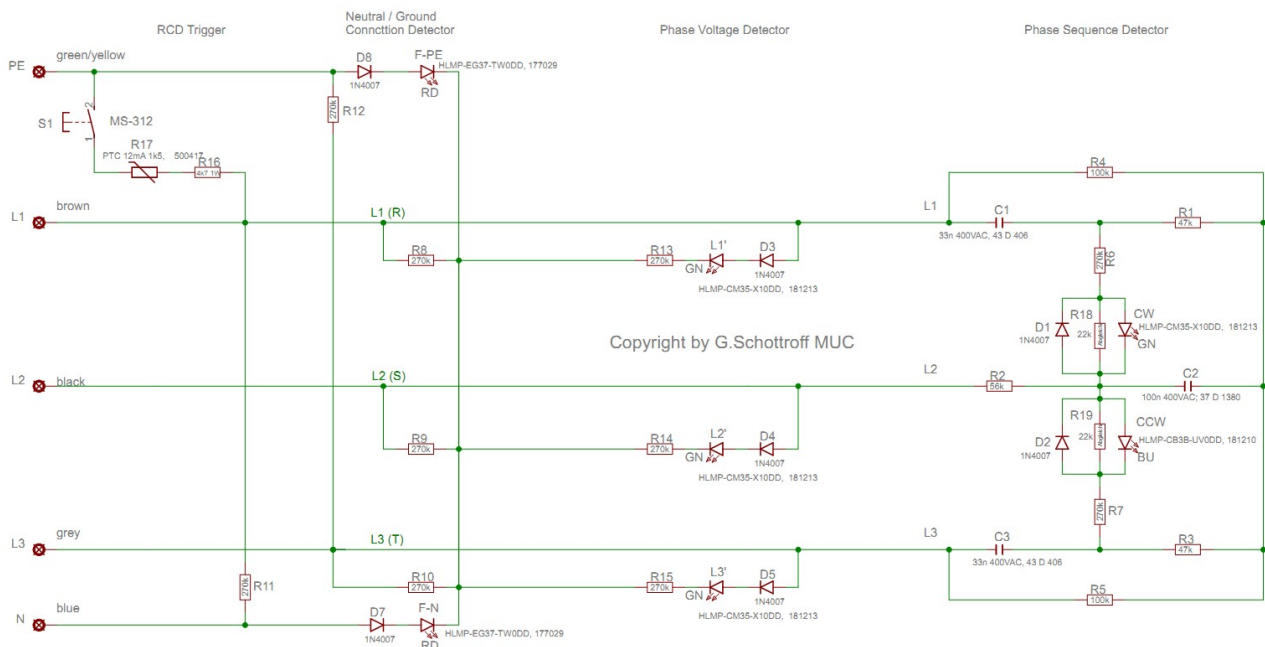 RCD Trigger
Neutral / Ground
Conncttion Detector
Phase Voltage Detector
Phase Sequence Detector
PE
green/yellow
D8
1N4007
F-PE
HLMP-EG37-TW0DD, 177029
RD
270k
R12
S1
2
1
MS-312
R17
PTC 12mA 1k5, 500417
R16
4k7 1W
L1
brown
L1 (R)
R8
270k
R13
270k
L1'
GN
D3
1N4007
HLMP-CM35-X10DD, 181213
L1
R4
100k
C1
33n 400VAC, 43 D 406
R1
47k
270k
R6
D1
1N4007
R18
22k
Abgleich
CW
HLMP-CM35-X10DD, 181213
GN
Copyright by G.Schottroff MUC
L2
black
L2 (S)
R9
270k
R14
270k
L2'
GN
D4
1N4007
HLMP-CM35-X10DD, 181213
L2
R2
56k
C2
100n 400VAC; 37 D 1380
D2
1N4007
R19
22k
Abgleich
CCW
HLMP-CB3B-UV0DD, 181210
BU
270k
R7
L3
grey
L3 (T)
R10
270k
R15
270k
L3'
GN
D5
1N4007
HLMP-CM35-X10DD, 181213
L3
C3
33n 400VAC, 43 D 406
R3
47k
R5
100k
270k
R11
N
blue
D7
1N4007
F-N
HLMP-EG37-TW0DD, 177029
RD